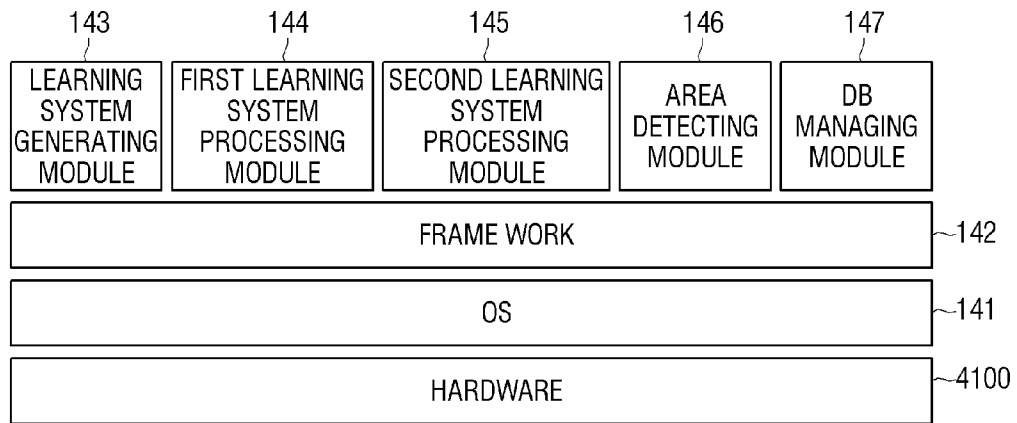 143
144
145
146
147
LEARNING
SYSTEM
GENERATING
MODULE
FIRST LEARNING
SYSTEM
PROCESSING
MODULE
SECOND LEARNING
SYSTEM
PROCESSING
MODULE
AREA
DETECTING
MODULE
DB
MANAGING
MODULE
FRAME WORK
142
OS
141
HARDWARE
4100